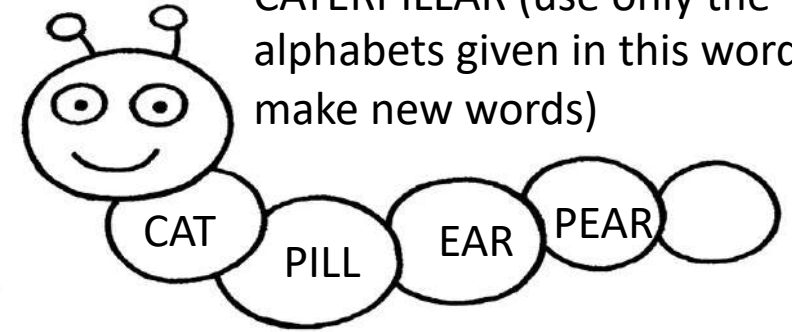 CATERPILLAR (use only the
alphabets given in this word
make new words)
CAT
PILL
EAR
PEAR